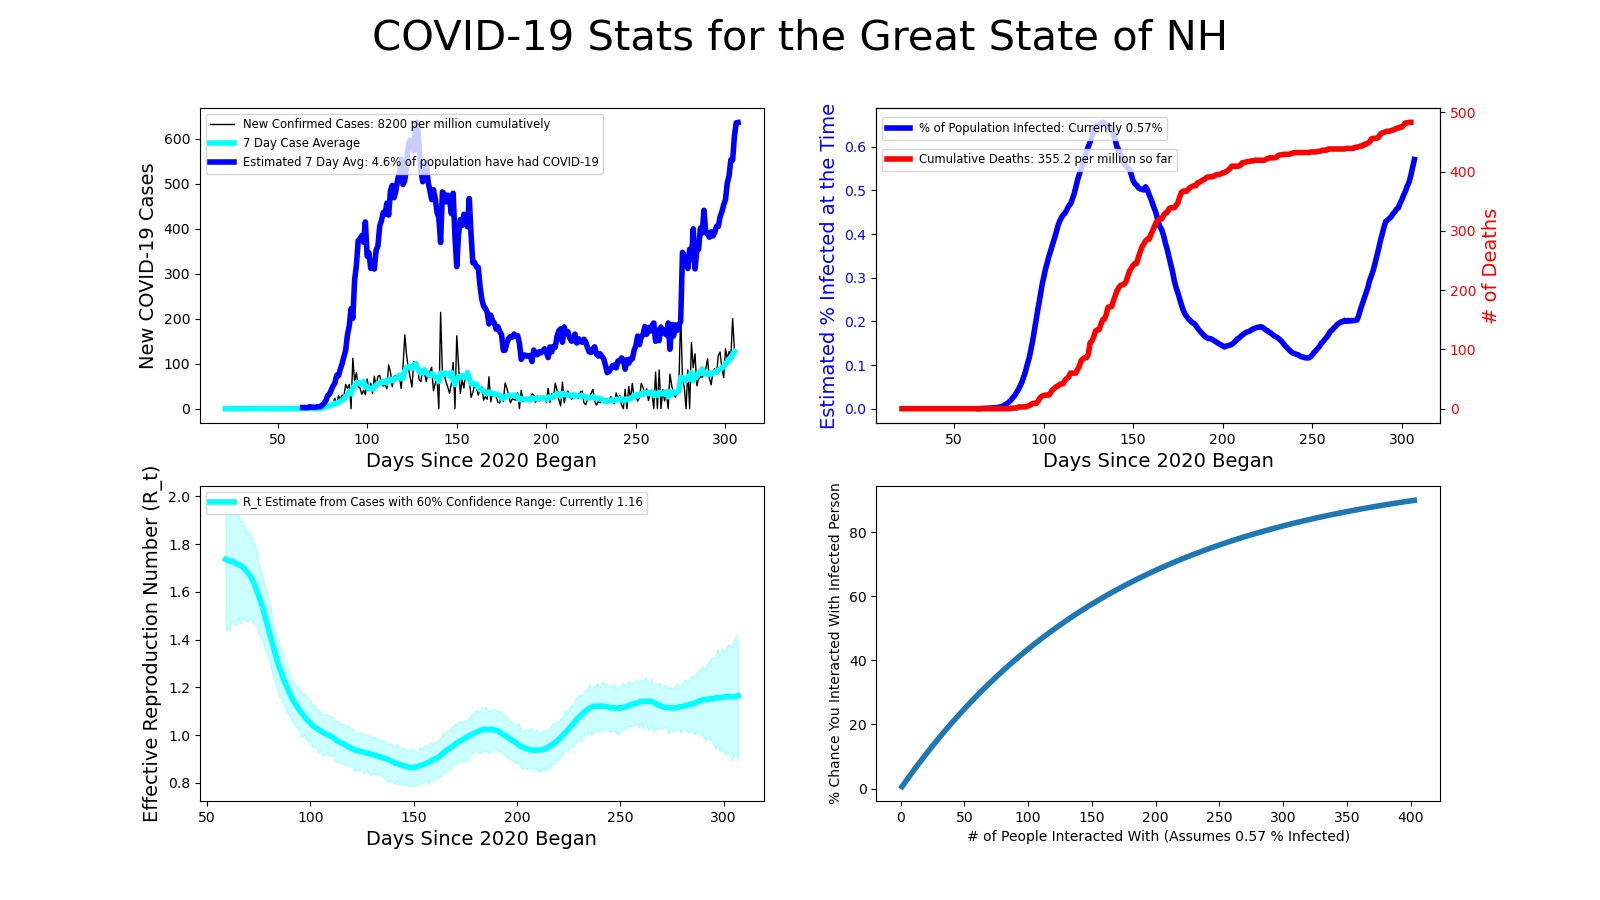 COVID-19 Stats for the Great State of NH
New COVID-19 Cases
600
500
400
300
200
100
0
New Confirmed Cases: 8200 per million cumulatively
7 Day Case Average
Estimated 7 Day Avg: 4.6% of population have had COVID-19
50 100 150 200 250 300
Days Since 2020 Began
Estimated % Infected at the Time
0.6
0.5
0.4
0.3
0.2
0.1
0.0
% of Population Infected: Currently 0.57%
Cumulative Deaths: 355.2 per million so far
500
400
300
200
100
0
# of Deaths
50 100 150 200 250 300
Days Since 2020 Began
Effective Reproduction Number (R_t)
2.0
1.8
1.6
1.4
1.2
1.0
0.8
R_t Estimate from Cases with 60% Confidence Range: Currently 1.16
50 100 150 200 250 300
Days Since 2020 Began
% Chance You Interacted With Infected Person
80
60
40
20
0
0 50 100 150 200 250 300 350 400
# of People Interacted With (Assumes 0.57 % Infected)